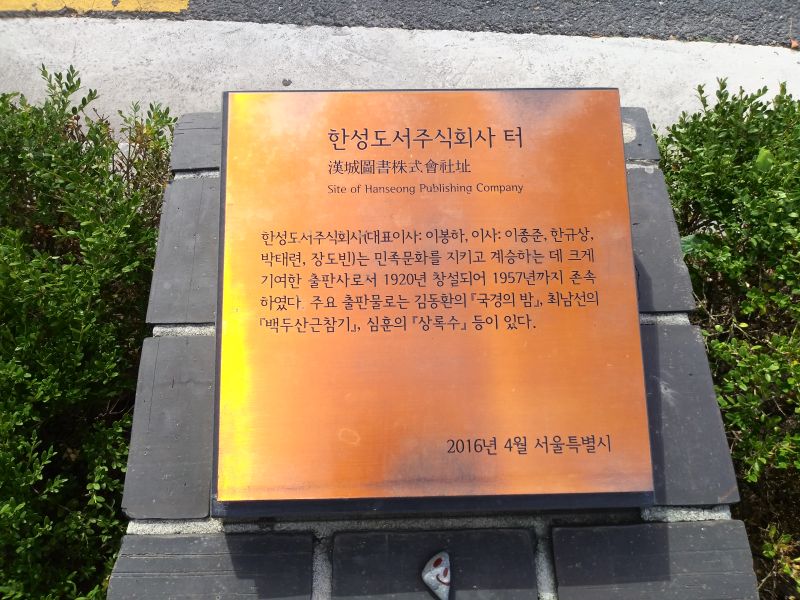 한성도서주식회사 터
漢城圖書株式會社址
Site of Hanseong Publishing Company
한성도서주식회사(대표이사: 이봉하, 이사: 이종준, 한규상,
박태련, 장도빈)는 민족문화를 지키고 계승하는 데 크게
기여한 출판사로서 1920년 창설되어 1957년까지 존속
하였다. 주요 출판물로는 김동환의 『국경의 밤』, 최남선의
『백두산근참기』, 심훈의 『상록수』 등이 있다.
2016년 4월 서울특별시